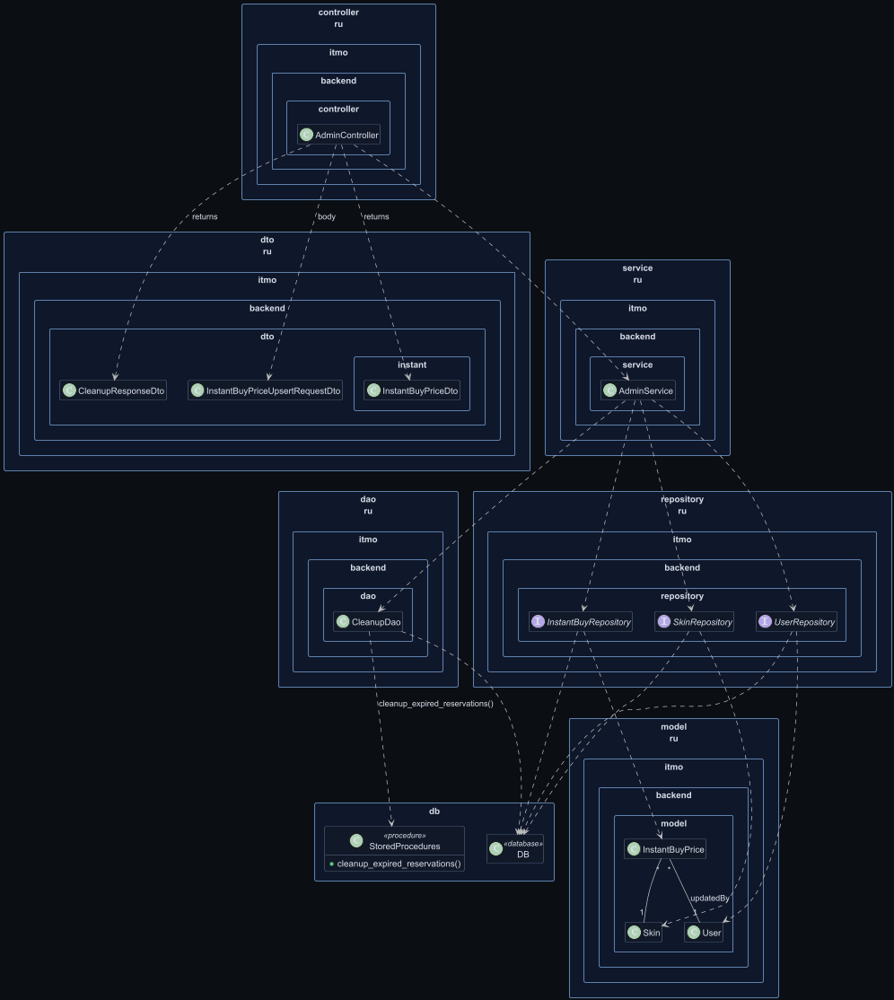 controller
ru
itmo
backend
controller
C AdminController
returns
body
returns
dto
ru
itmo
backend
dto
instant
C CleanupResponseDto
C InstantBuyPriceUpsertRequestDto
C InstantBuyPriceDto
service
ru
itmo
backend
service
C AdminService
dao
ru
itmo
backend
dao
C CleanupDao
repository
ru
itmo
backend
repository
I InstantBuyRepository
I SkinRepository
I UserRepository
cleanup_expired_reservations()
db
C «procedure»
StoredProcedures
cleanup_expired_reservations()
C «database»
DB
model
ru
itmo
backend
model
C InstantBuyPrice
* *
updatedBy
1 1
C Skin
C User